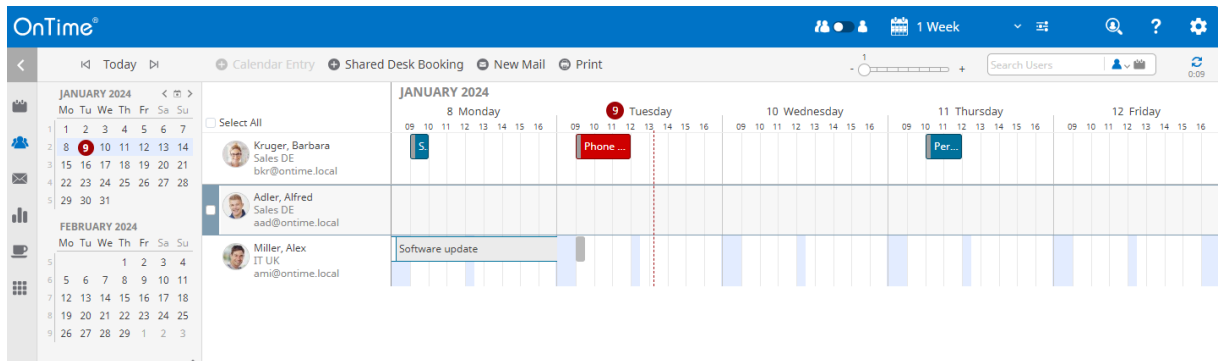 OnTime®
1 Week
?
Today
Calendar Entry
Shared Desk Booking
New Mail
Print
1
- +
Search Users
0:09
JANUARY 2024
Mo Tu We Th Fr Sa Su
1 1 2 3 4 5 6 7
2 8 9 10 11 12 13 14
3 15 16 17 18 19 20 21
4 22 23 24 25 26 27 28
5 29 30 31
FEBRUARY 2024
Mo Tu We Th Fr Sa Su
5 1 2 3 4
6 5 6 7 8 9 10 11
7 12 13 14 15 16 17 18
8 19 20 21 22 23 24 25
9 26 27 28 29 1 2 3
Select All
JANUARY 2024
8 Monday
9 Tuesday
10 Wednesday
11 Thursday
12 Friday
09 10 11 12 13 14 15 16
09 10 11 12 13 14 15 16
09 10 11 12 13 14 15 16
09 10 11 12 13 14 15 16
09 10 11 12 13 14 15 16
Kruger, Barbara
Sales DE
bkr@ontime.local
S.
Phone ...
Per...
Adler, Alfred
Sales DE
aad@ontime.local
Miller, Alex
IT UK
ami@ontime.local
Software update